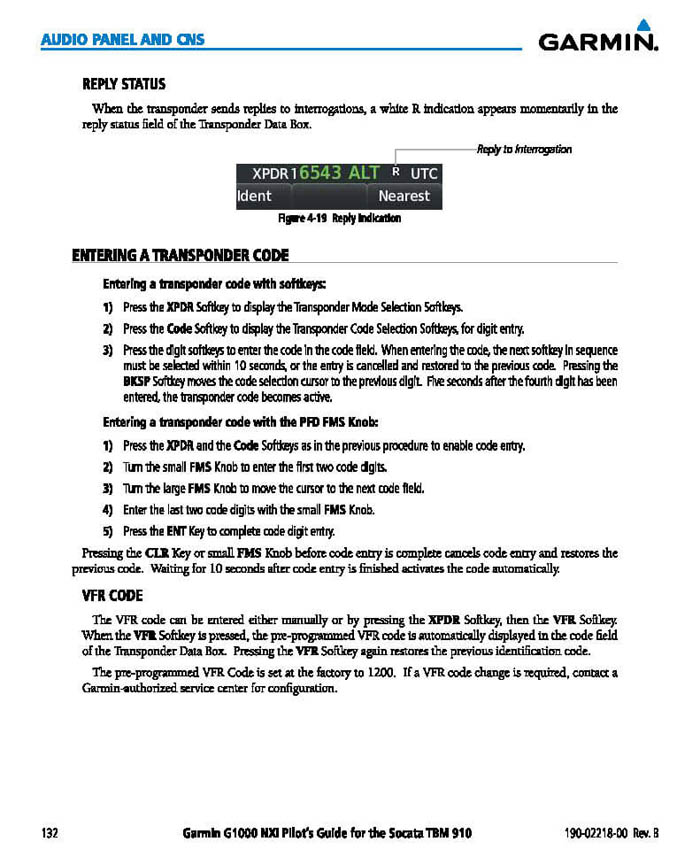 AUDIO PANEL AND CNS
GARMIN.
REPLY STATUS
When the transponder sends replies to interrogations, a white R indication appears momentarily in the
reply status field of the Transponder Data Box.
Reply to Interrogation
XPDR1 6543 ALT R UTC
Ident Nearest
Figure 4-19 Reply Indication
ENTERING A TRANSPONDER CODE
Entering a transponder code with softkeys:
1) Press the XPDR Softkey to display the Transponder Mode Selection Softkeys.
2) Press the Code Softkey to display the Transponder Code Selection Softkeys, for digit entry.
3) Press the digit softkeys to enter the code in the code field. When entering the code, the next softkey in sequence
must be selected within 10 seconds, or the entry is cancelled and restored to the previous code. Pressing the
BKSP Softkey moves the code selection cursor to the previous digit. Five seconds after the fourth digit has been
entered, the transponder code becomes active.
Entering a transponder code with the PFD FMS Knob:
1) Press the XPDR and the Code Softkeys as in the previous procedure to enable code entry.
2) Turn the small FMS Knob to enter the first two code digits.
3) Turn the large FMS Knob to move the cursor to the next code field.
4) Enter the last two code digits with the small FMS Knob.
5) Press the ENT Key to complete code digit entry.
Pressing the CLR Key or small FMS Knob before code entry is complete cancels code entry and restores the
previous code. Waiting for 10 seconds after code entry is finished activates the code automatically.
VFR CODE
The VFR code can be entered either manually or by pressing the XPDR Softkey, then the VFR Softkey.
When the VFR Softkey is pressed, the pre-programmed VFR code is automatically displayed in the code field
of the Transponder Data Box. Pressing the VFR Softkey again restores the previous identification code.
The pre-programmed VFR Code is set at the factory to 1200. If a VFR code change is required, contact a
Garmin-authorized service center for configuration.
132 Garmin G1000 NXi Pilot's Guide for the Socata TBM 910 190-02218-00 Rev. B